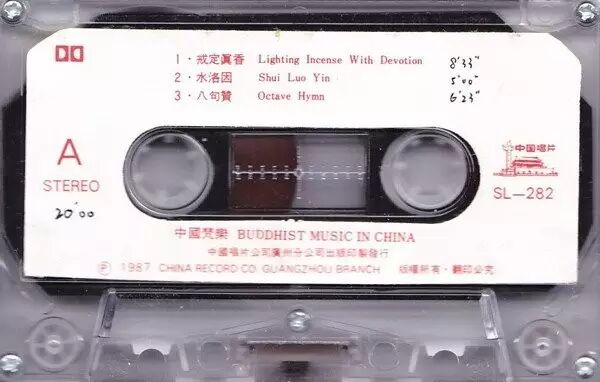 1·戒定眞香 Lighting Incense With Devotion 8'33"
2·水洛因 Shui Luo Yin 5'00"
3·八句贊 Octave Hymn 6'23"
A
STEREO
20'00
中国唱片
SL-282
中國梵樂 BUDDHIST MUSIC IN CHINA
中國唱片公司廣州分公司出版印製發行
Ⓟ 1987 CHINA RECORD CO. GUANGZHOU BRANCH 版權所有·翻印必究